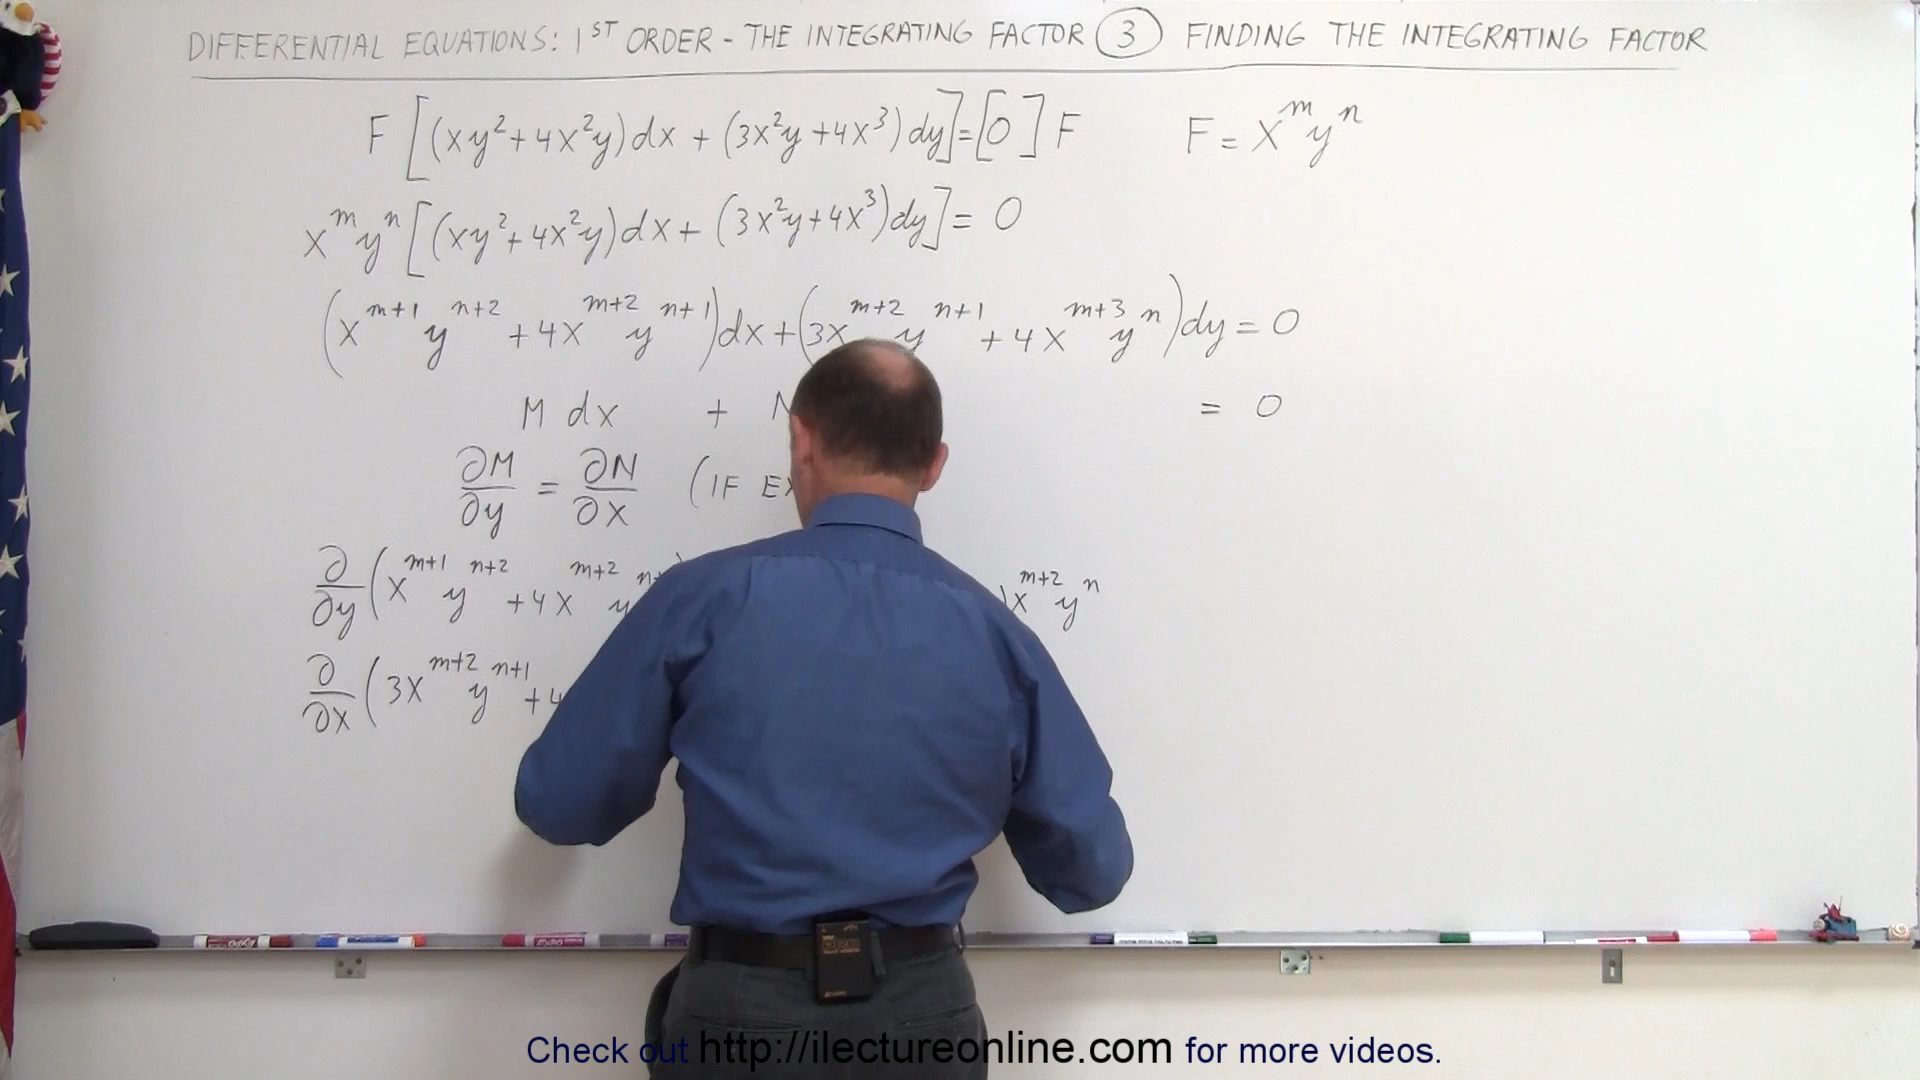 DIFFERENTIAL EQUATIONS: 1ST ORDER - THE INTEGRATING FACTOR ③ FINDING THE INTEGRATING FACTOR
F [(xy² + 4x²y) dx + (3x²y + 4x³) dy] = [0] F F = x^m y^n
x^m y^n [(xy² + 4x²y) dx + (3x²y + 4x³) dy] = 0
(x^(m+1) y^(n+2) + 4x^(m+2) y^(n+1)) dx + (3x^(m+2) y^(n+1) + 4x^(m+3) y^n) dy = 0
M dx + N = 0
∂M/∂y = ∂N/∂x (IF
∂/∂y (x^(m+1) y^(n+2) + 4x^(m+2) y )x^(m+2) y^n
∂/∂x (3x^(m+2) y^(n+1) + 4
EXPO
Check out http://ilectureonline.com for more videos.